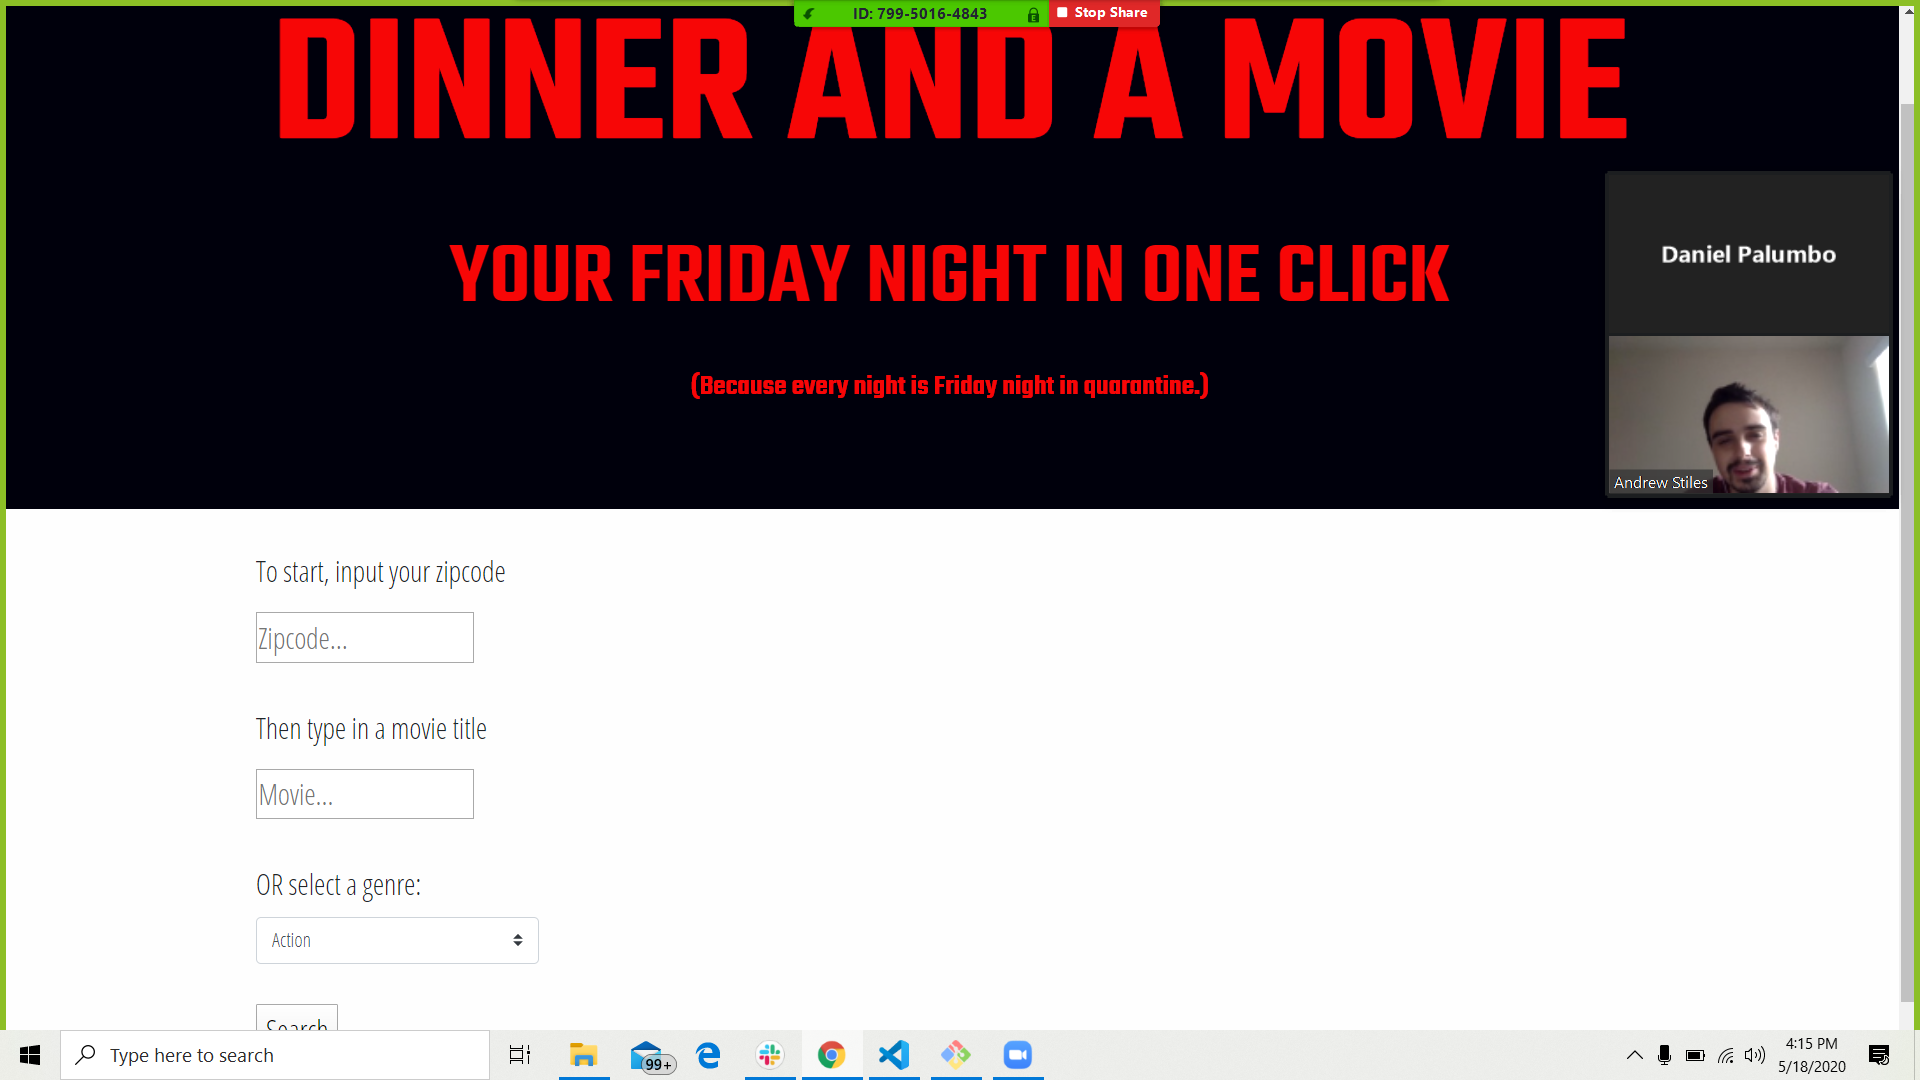 ID: 799-5016-4843
Stop Share
DINNER AND A MOVIE
YOUR FRIDAY NIGHT IN ONE CLICK
(Because every night is Friday night in quarantine.)
Daniel Palumbo
Andrew Stiles
To start, input your zipcode
Zipcode...
Then type in a movie title
Movie...
OR select a genre:
Action
Search
Type here to search
99+
4:15 PM
5/18/2020